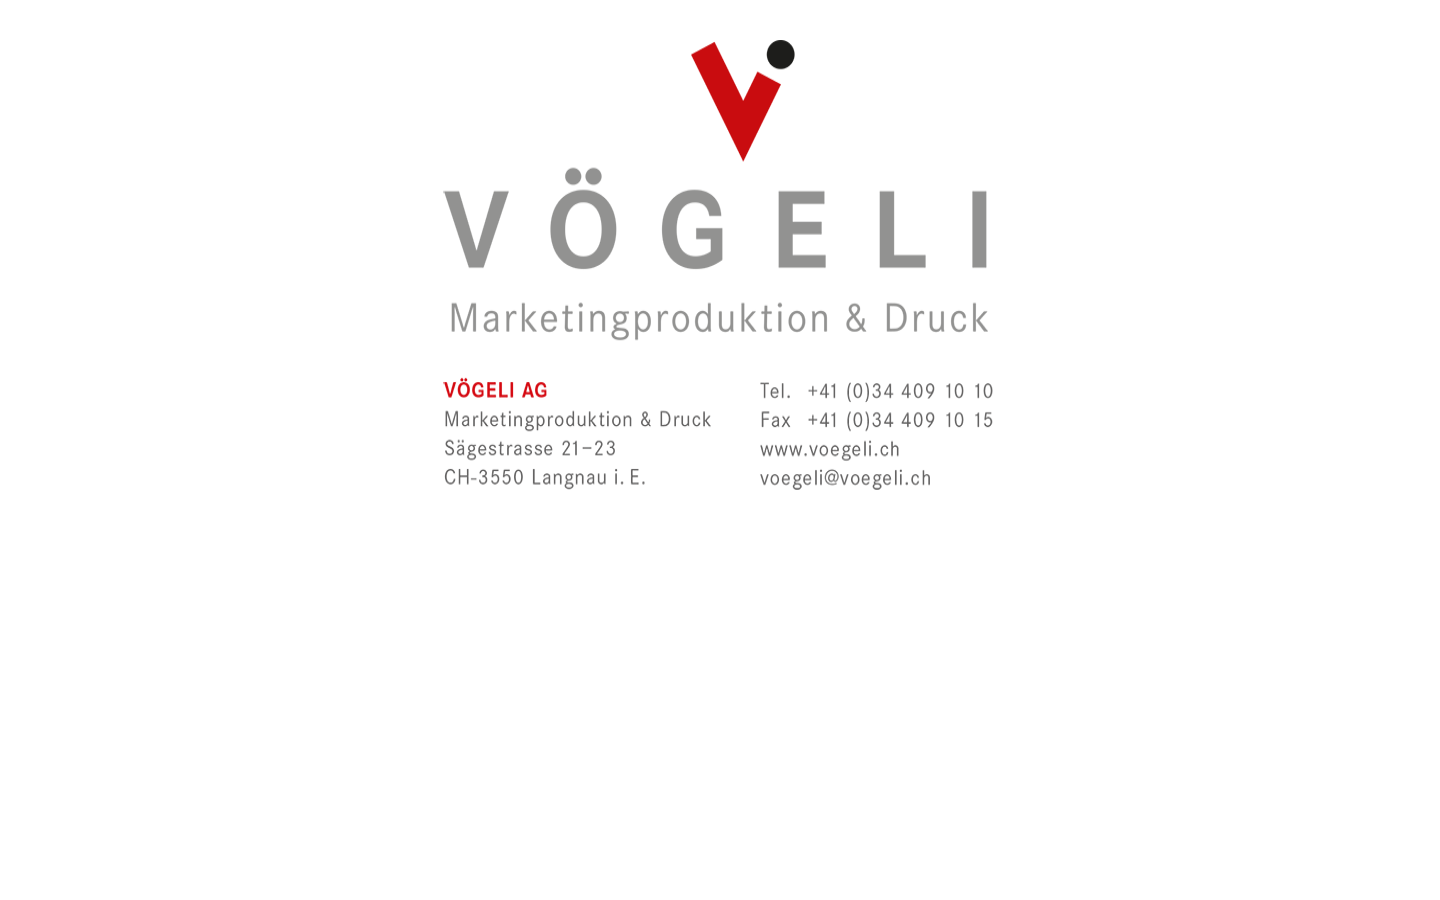 VÖGELI
Marketingproduktion & Druck
VÖGELI AG
Marketingproduktion & Druck
Sägestrasse 21–23
CH-3550 Langnau i. E.
Tel. +41 (0)34 409 10 10
Fax +41 (0)34 409 10 15
www.voegeli.ch
voegeli@voegeli.ch